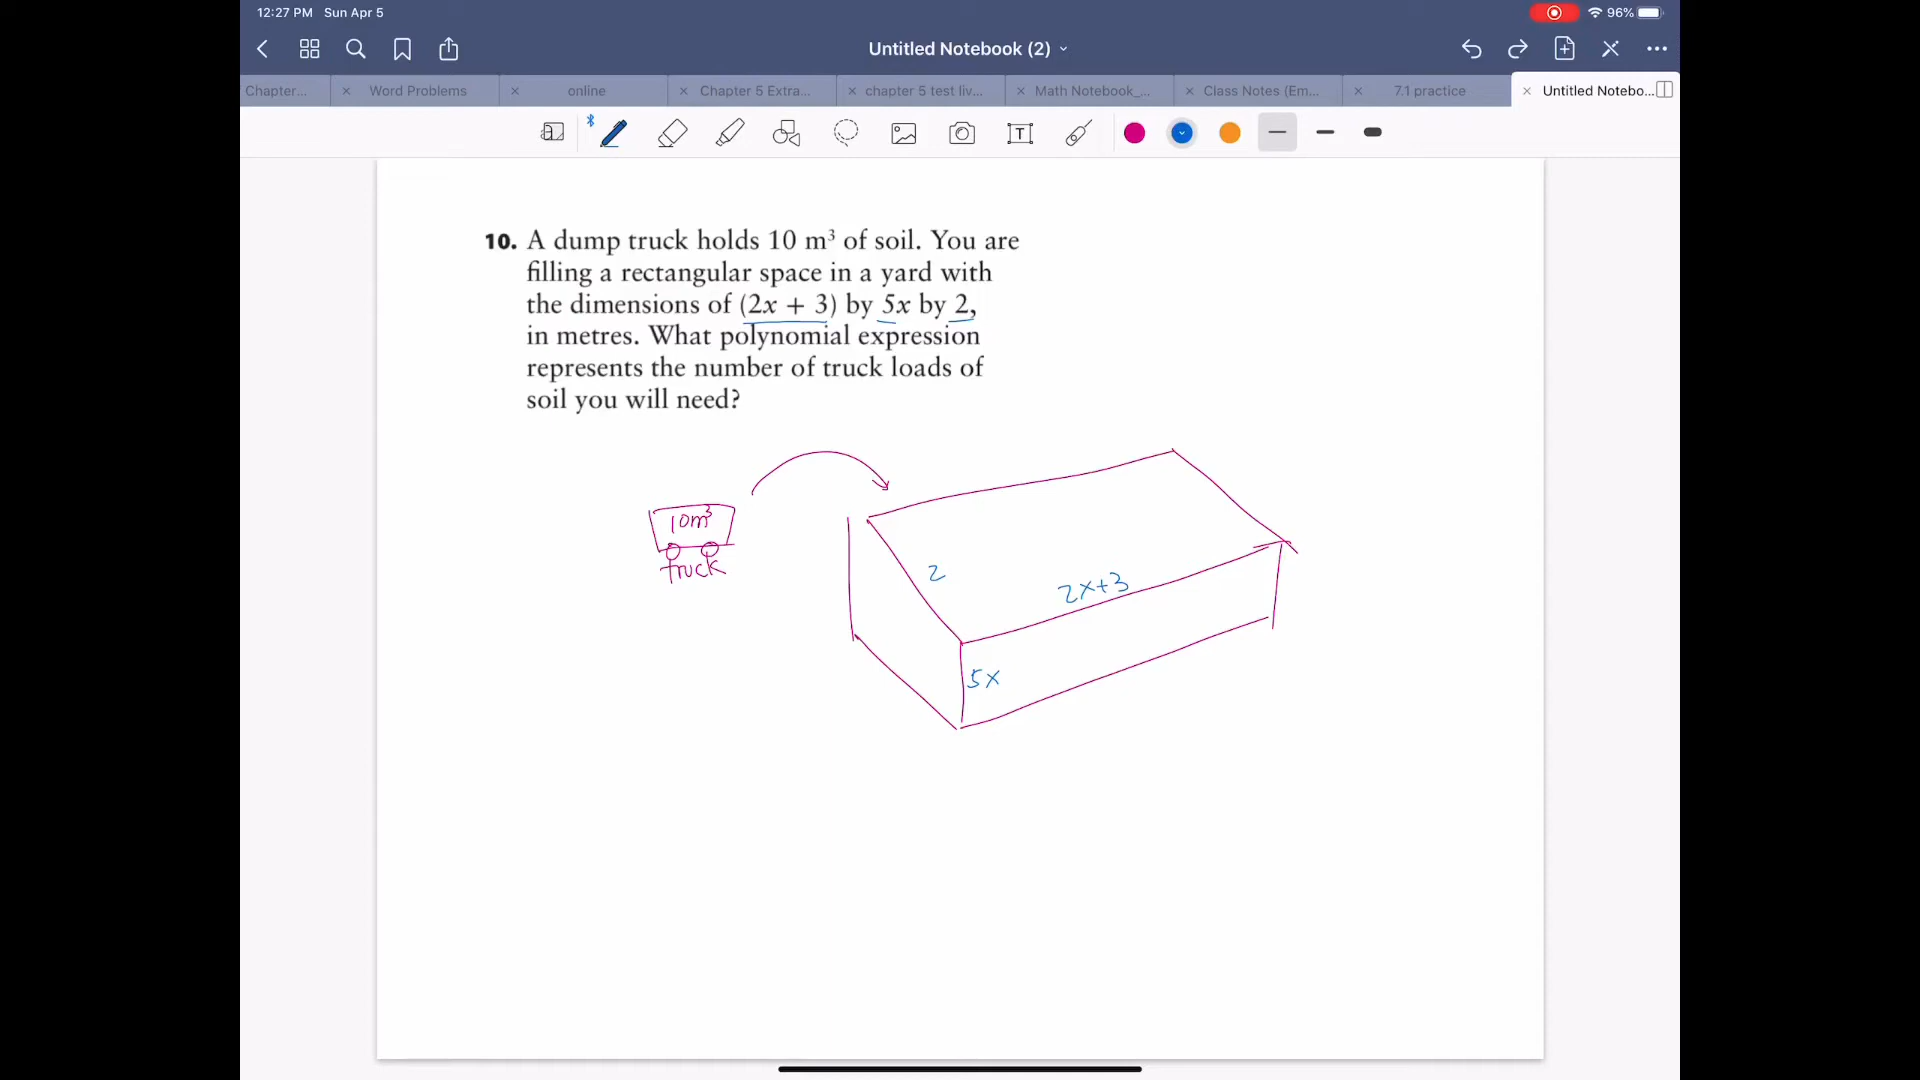 12:27 PM Sun Apr 5
96%
Untitled Notebook (2)
Chapter...
Word Problems
online
Chapter 5 Extra...
chapter 5 test liv...
Math Notebook_...
Class Notes (Em...
7.1 practice
Untitled Notebo...
10. A dump truck holds 10 m³ of soil. You are
filling a rectangular space in a yard with
the dimensions of (2x + 3) by 5x by 2,
in metres. What polynomial expression
represents the number of truck loads of
soil you will need?
10m³
truck
2
2x+3
5x